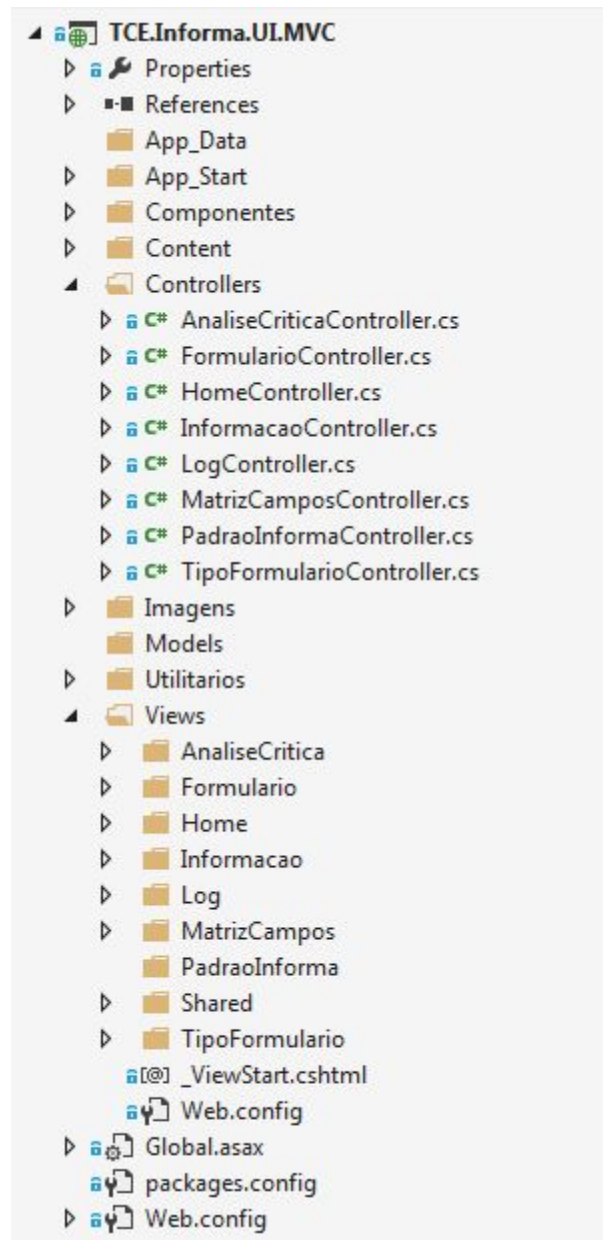 TCE.Informa.UI.MVC
Properties
References
App_Data
App_Start
Componentes
Content
Controllers
C# AnaliseCriticaController.cs
C# FormularioController.cs
C# HomeController.cs
C# InformacaoController.cs
C# LogController.cs
C# MatrizCamposController.cs
C# PadraoInformaController.cs
C# TipoFormularioController.cs
Imagens
Models
Utilitarios
Views
AnaliseCritica
Formulario
Home
Informacao
Log
MatrizCampos
PadraoInforma
Shared
TipoFormulario
[@] _ViewStart.cshtml
Web.config
Global.asax
packages.config
Web.config